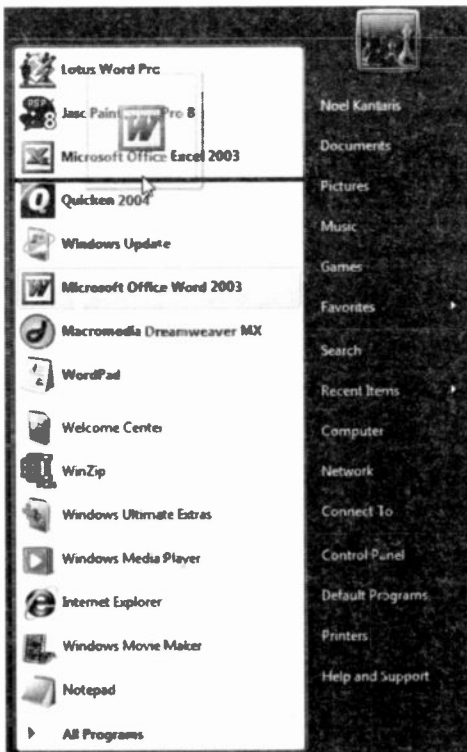 Lotus Word Pro
Jasc Paint Pro 8
Microsoft Office Excel 2003
Quicken 2004
Windows Update
Microsoft Office Word 2003
Macromedia Dreamweaver MX
WordPad
Welcome Center
WinZip
Windows Ultimate Extras
Windows Media Player
Internet Explorer
Windows Movie Maker
Notepad
All Programs
Noel Kantaris
Documents
Pictures
Music
Games
Favorites
Search
Recent Items
Computer
Network
Connect To
Control Panel
Default Programs
Printers
Help and Support